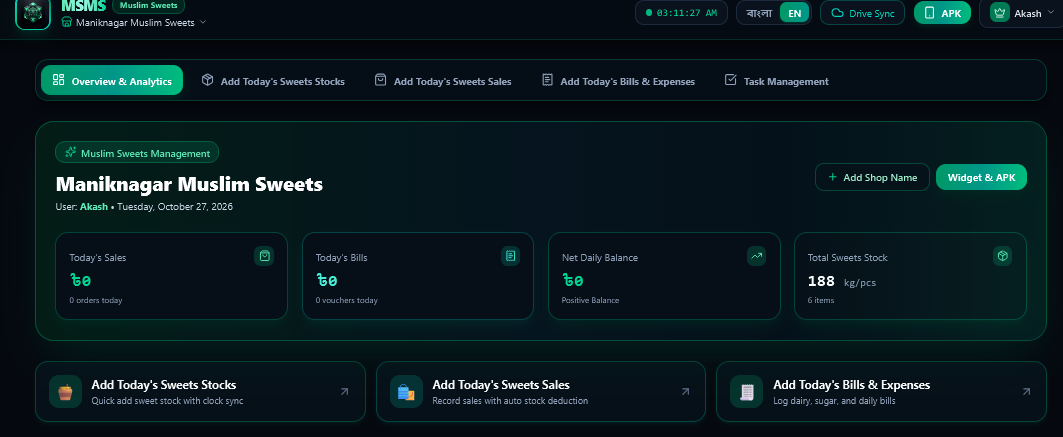 MSMS
Muslim Sweets
Maniknagar Muslim Sweets
03:11:27 AM
বাংলা
EN
Drive Sync
APK
Akash
Overview & Analytics
Add Today's Sweets Stocks
Add Today's Sweets Sales
Add Today's Bills & Expenses
Task Management
Muslim Sweets Management
Maniknagar Muslim Sweets
User: Akash • Tuesday, October 27, 2026
+ Add Shop Name
Widget & APK
Today's Sales
৳0
0 orders today
Today's Bills
৳0
0 vouchers today
Net Daily Balance
৳0
Positive Balance
Total Sweets Stock
188 kg/pcs
6 items
Add Today's Sweets Stocks
Quick add sweet stock with clock sync
Add Today's Sweets Sales
Record sales with auto stock deduction
Add Today's Bills & Expenses
Log dairy, sugar, and daily bills